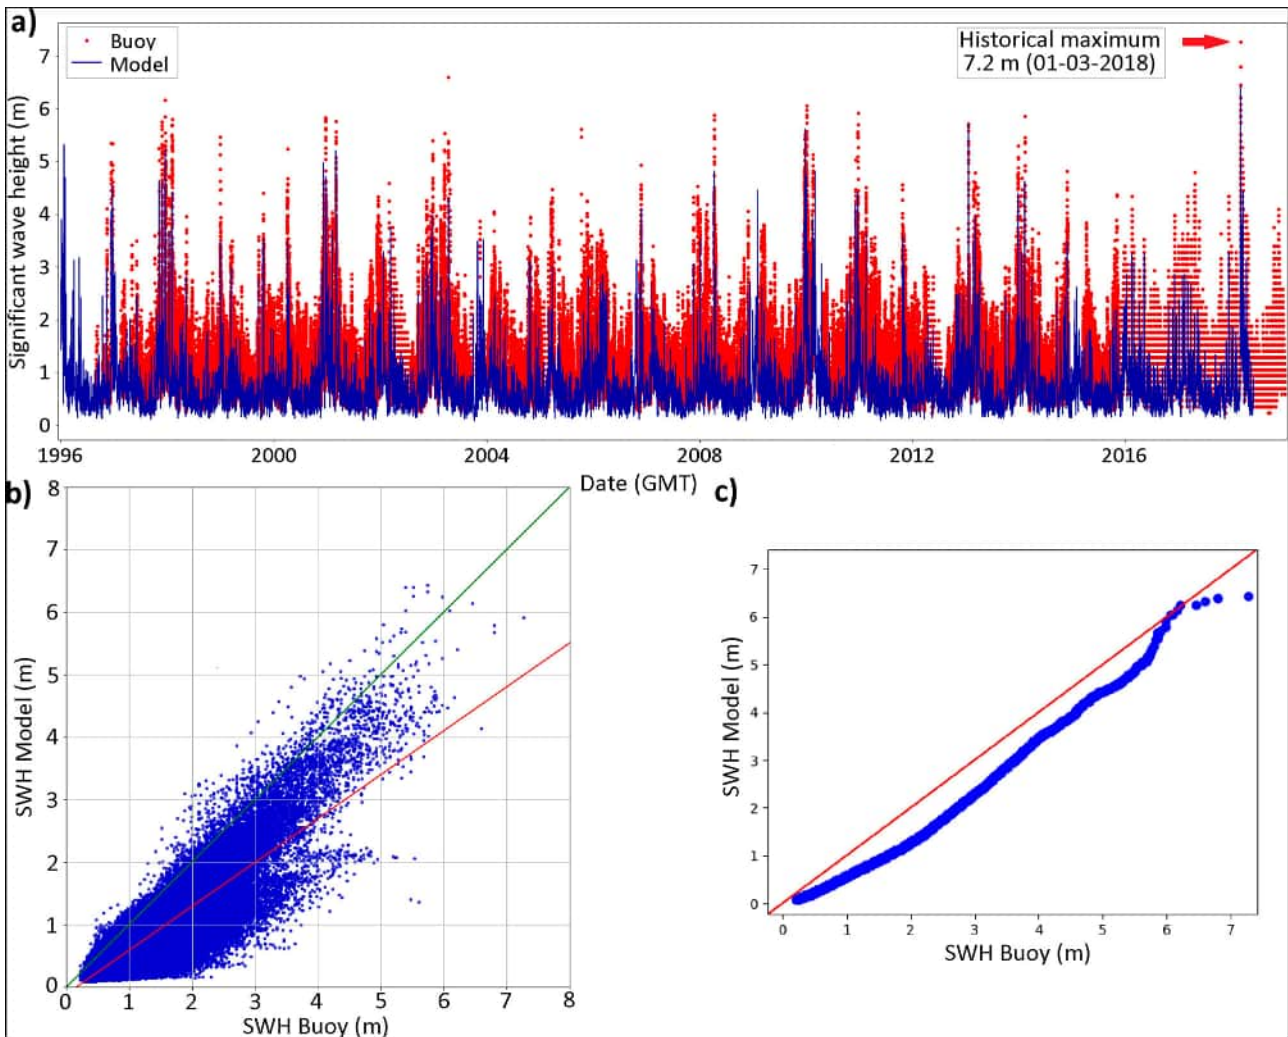 a)
Buoy
Model
Historical maximum
7.2 m (01-03-2018)
Significant wave height (m)
7
6
5
4
3
2
1
0
1996 2000 2004 2008 2012 2016
Date (GMT)
b)
8
7
6
5
4
3
2
1
0
SWH Model (m)
0 1 2 3 4 5 6 7 8
SWH Buoy (m)
c)
7
6
5
4
3
2
1
0
SWH Model (m)
0 1 2 3 4 5 6 7
SWH Buoy (m)